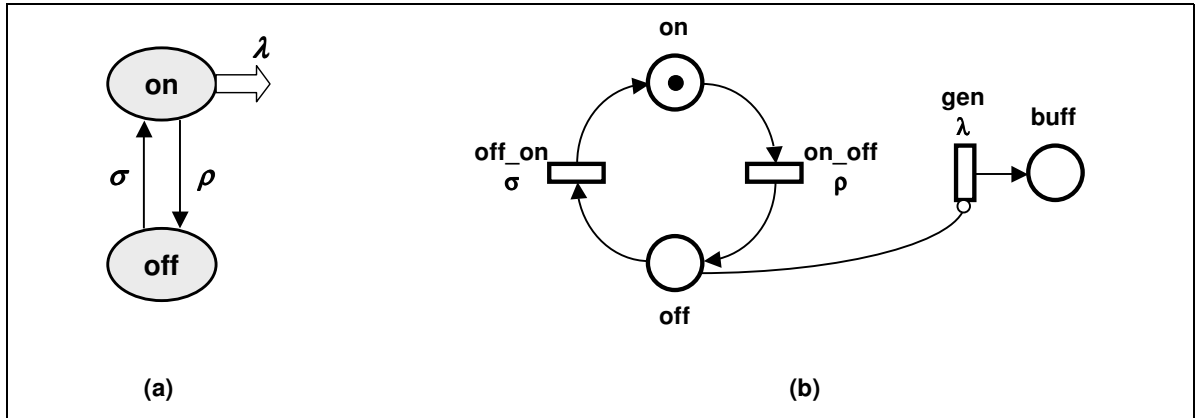 on
λ
σ
ρ
off
(a)
on
off_on
σ
on_off
ρ
off
gen
λ
buff
(b)